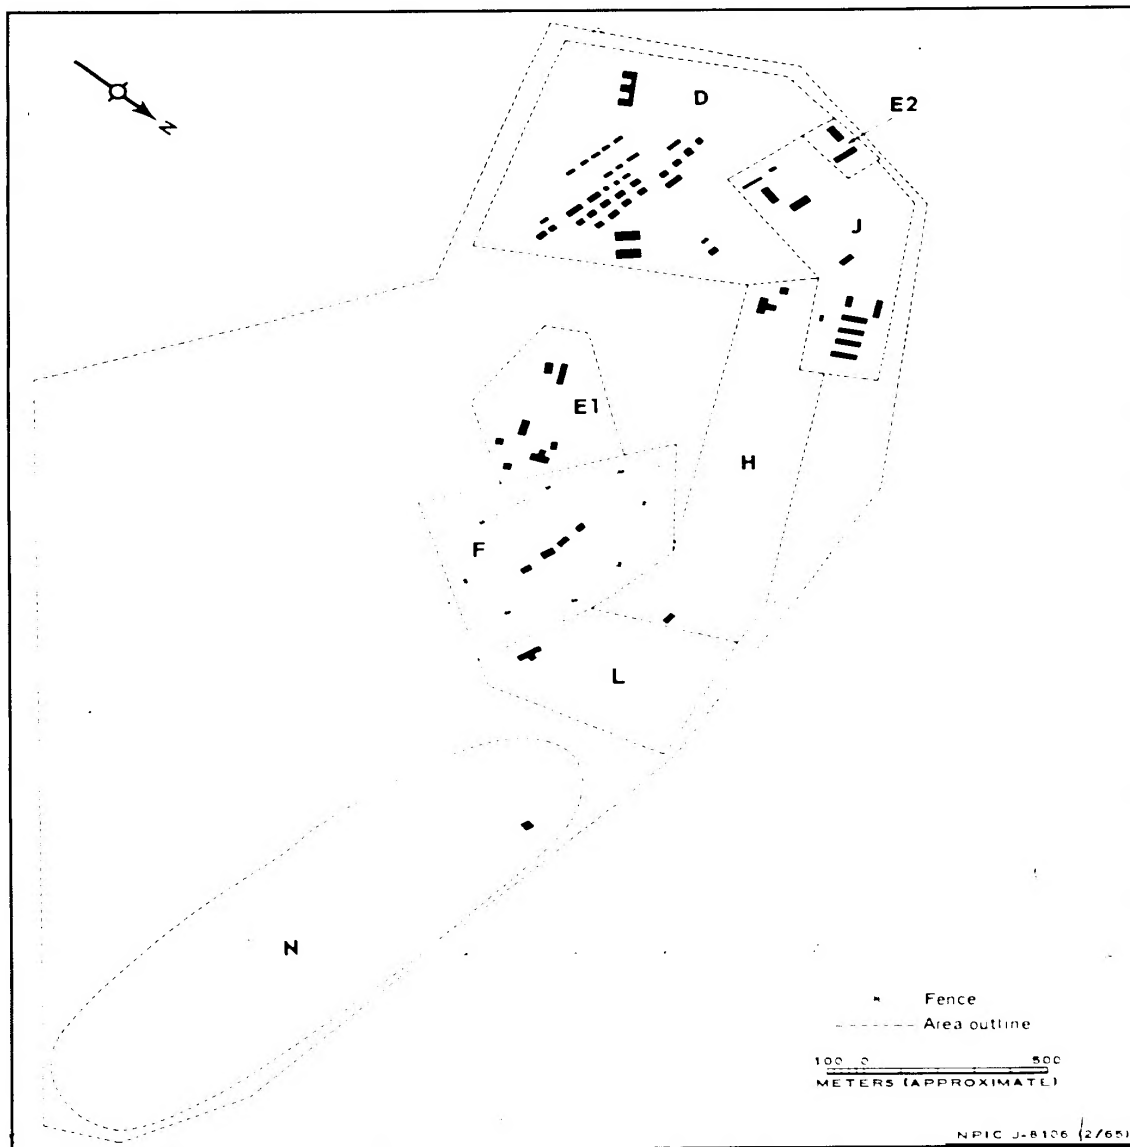 N
D
E2
J
E1
H
F
L
N
Fence
Area outline
100 0 500
METERS (APPROXIMATE)
NPIC J-8106 (2/65)